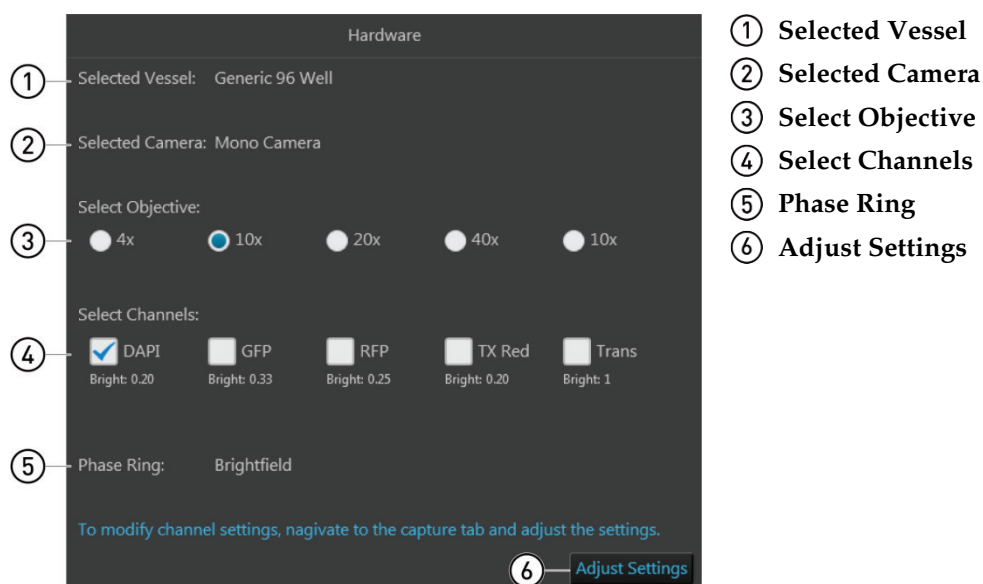 Hardware
1 Selected Vessel: Generic 96 Well
2 Selected Camera: Mono Camera
Select Objective:
3 4x 10x 20x 40x 10x
Select Channels:
4 DAPI GFP RFP TX Red Trans
Bright: 0.20 Bright: 0.33 Bright: 0.25 Bright: 0.20 Bright: 1
5 Phase Ring: Brightfield
To modify channel settings, nagivate to the capture tab and adjust the settings.
6 Adjust Settings
1 Selected Vessel
2 Selected Camera
3 Select Objective
4 Select Channels
5 Phase Ring
6 Adjust Settings